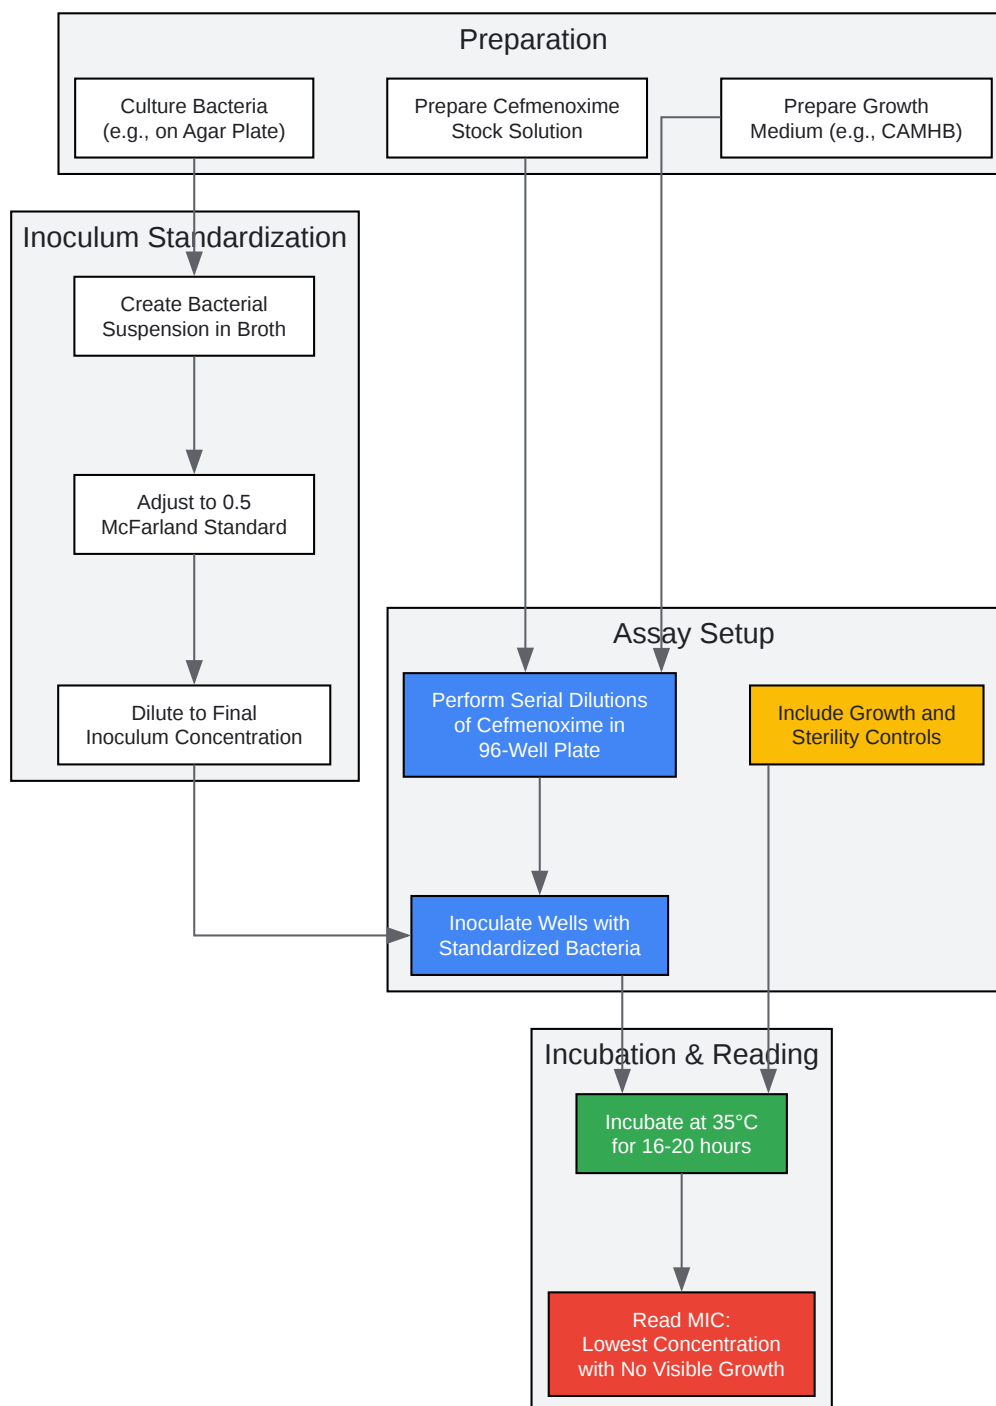 Preparation
Culture Bacteria
(e.g., on Agar Plate)
Prepare Cefmenoxime
Stock Solution
Prepare Growth
Medium (e.g., CAMHB)
Inoculum Standardization
Create Bacterial
Suspension in Broth
Adjust to 0.5
McFarland Standard
Dilute to Final
Inoculum Concentration
Assay Setup
Perform Serial Dilutions
of Cefmenoxime in
96-Well Plate
Include Growth and
Sterility Controls
Inoculate Wells with
Standardized Bacteria
Incubation & Reading
Incubate at 35°C
for 16-20 hours
Read MIC:
Lowest Concentration
with No Visible Growth